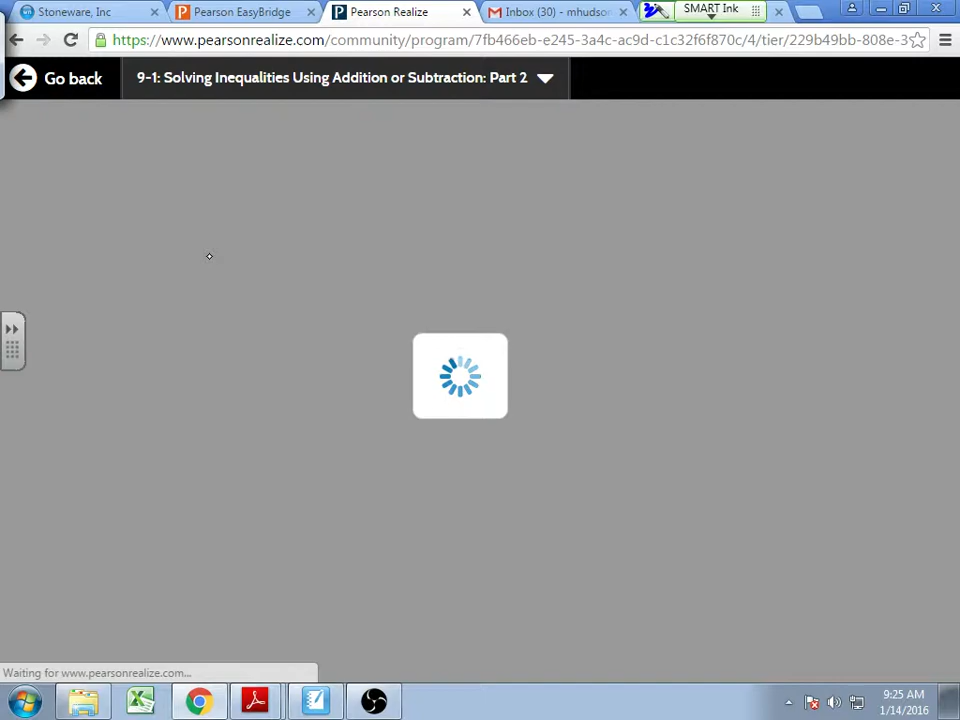 Stoneware, Inc
Pearson EasyBridge
Pearson Realize
Inbox (30) - mhudson
SMART Ink
https://www.pearsonrealize.com/community/program/7fb466eb-e245-3a4c-ac9d-c1c32f6f870c/4/tier/229b49bb-808e-3
Go back
9-1: Solving Inequalities Using Addition or Subtraction: Part 2
Waiting for www.pearsonrealize.com...
9:25 AM
1/14/2016